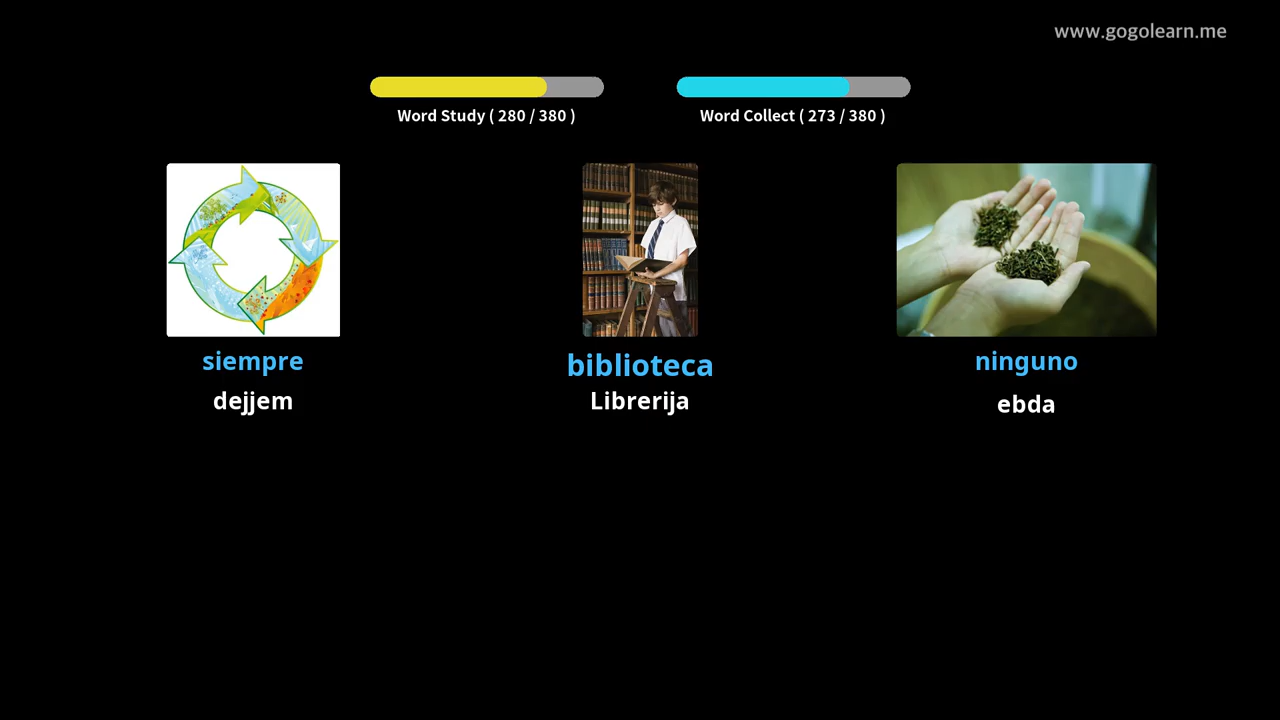 www.gogolearn.me
Word Study ( 280 / 380 )
Word Collect ( 273 / 380 )
siempre
dejjem
biblioteca
Librerija
ninguno
ebda